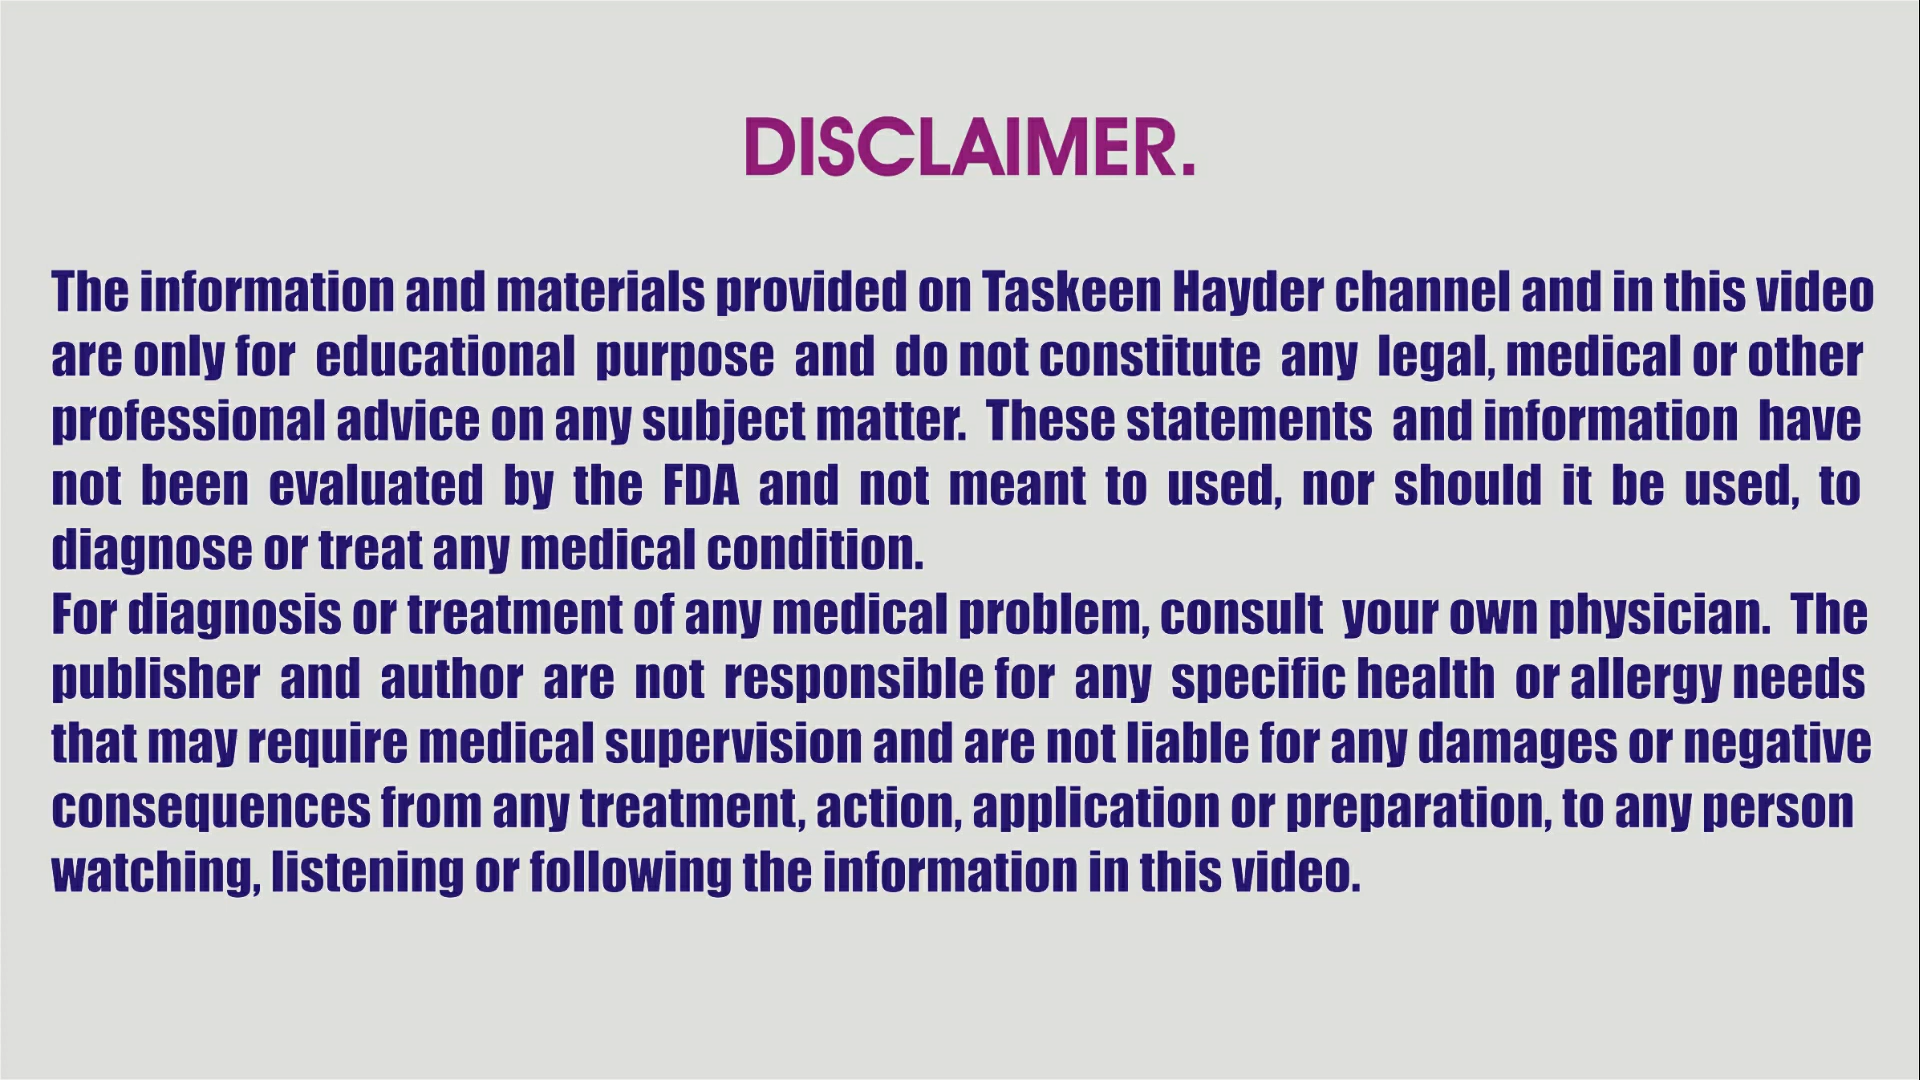 DISCLAIMER.
The information and materials provided on Taskeen Hayder channel and in this video
are only for educational purpose and do not constitute any legal, medical or other
professional advice on any subject matter. These statements and information have
not been evaluated by the FDA and not meant to used, nor should it be used, to
diagnose or treat any medical condition.
For diagnosis or treatment of any medical problem, consult your own physician. The
publisher and author are not responsible for any specific health or allergy needs
that may require medical supervision and are not liable for any damages or negative
consequences from any treatment, action, application or preparation, to any person
watching, listening or following the information in this video.